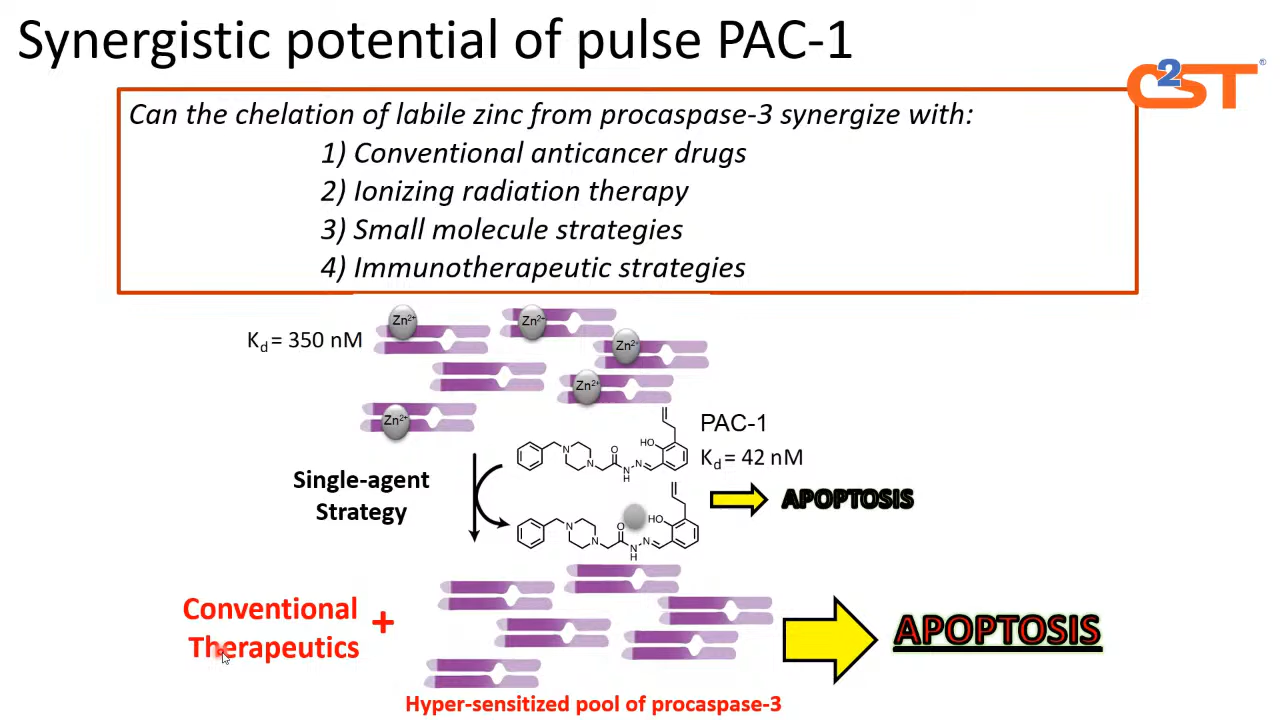 Synergistic potential of pulse PAC-1
C2ST®
Can the chelation of labile zinc from procaspase-3 synergize with:
1) Conventional anticancer drugs
2) Ionizing radiation therapy
3) Small molecule strategies
4) Immunotherapeutic strategies
Zn²⁺
Zn²⁺
Kd = 350 nM
Zn²⁺
Zn²⁺
Zn²⁺
PAC-1
Kd = 42 nM
HO
O
N
N
N
N
H
Single-agent
Strategy
APOPTOSIS
HO
O
N
N
N
N
H
Conventional
Therapeutics
+
APOPTOSIS
Hyper-sensitized pool of procaspase-3